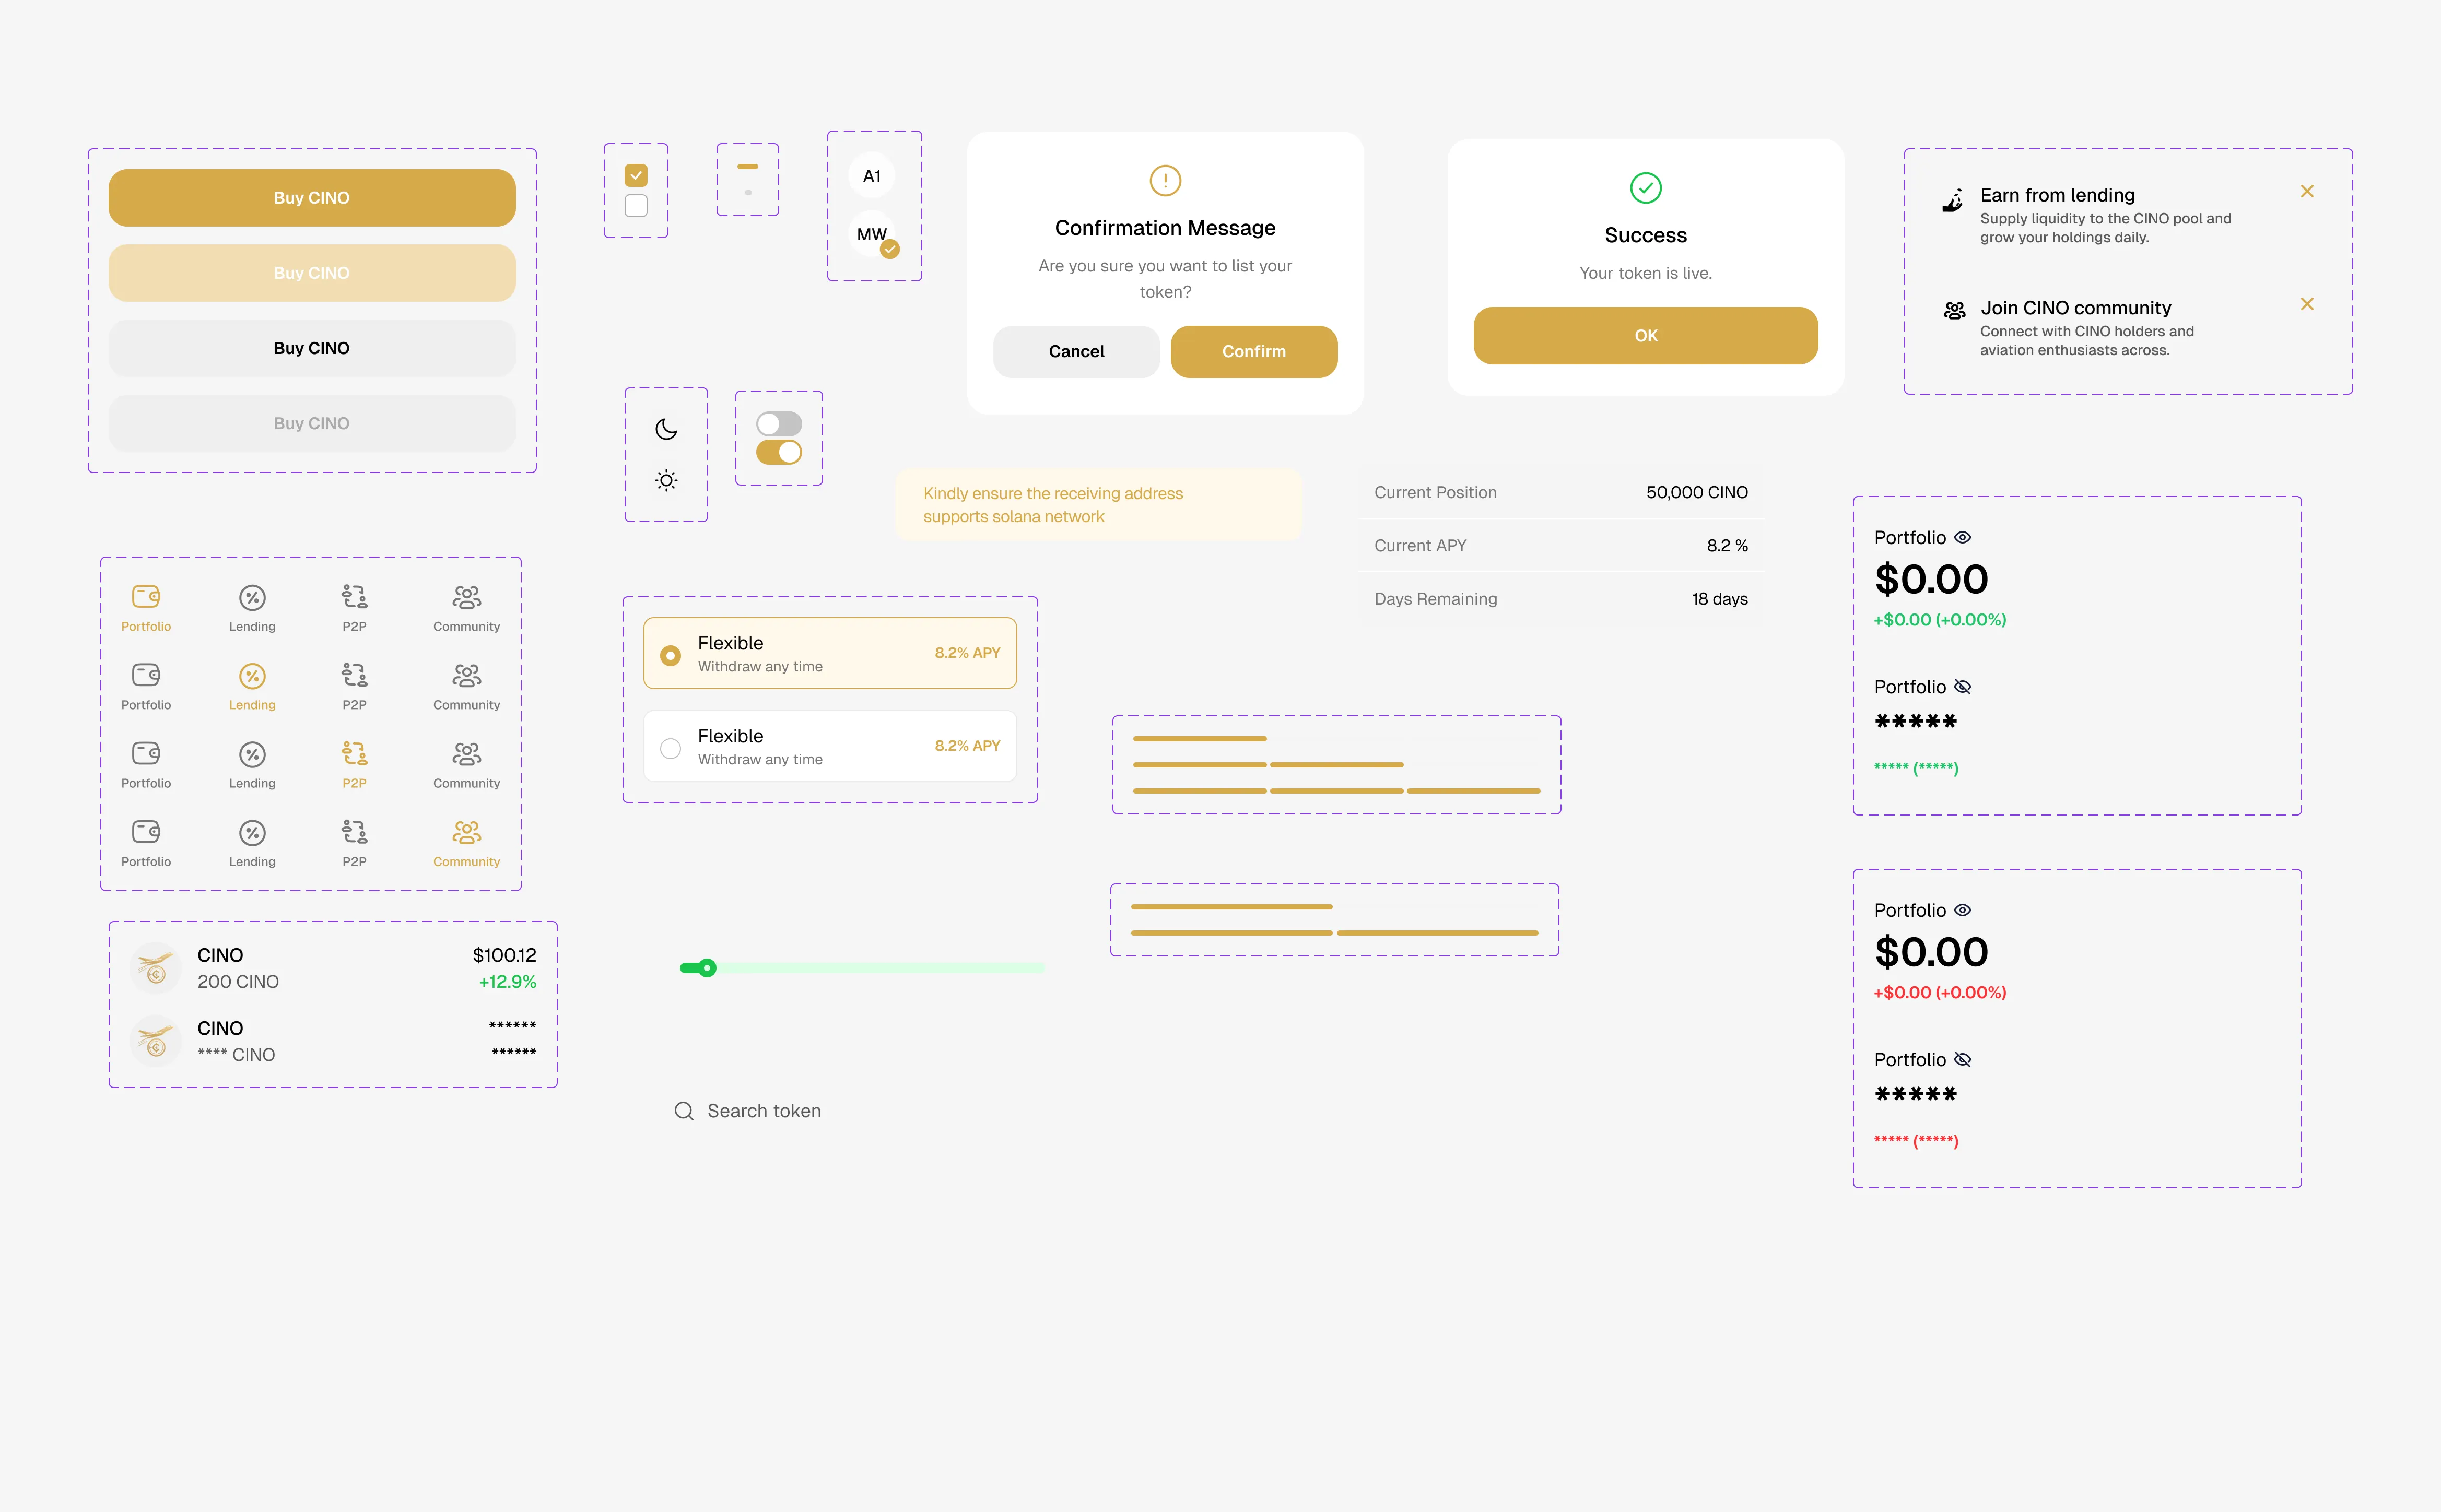 Buy CINO
Buy CINO
Buy CINO
Buy CINO
A1
MW
Confirmation Message
Are you sure you want to list your
token?
Cancel
Confirm
Success
Your token is live.
OK
Earn from lending
Supply liquidity to the CINO pool and
grow your holdings daily.
Join CINO community
Connect with CINO holders and
aviation enthusiasts across.
Kindly ensure the receiving address
supports solana network
Current Position 50,000 CINO
Current APY 8.2 %
Days Remaining 18 days
Portfolio Lending P2P Community
Portfolio Lending P2P Community
Portfolio Lending P2P Community
Portfolio Lending P2P Community
Flexible
Withdraw any time
8.2% APY
Flexible
Withdraw any time
8.2% APY
Portfolio
$0.00
+$0.00 (+0.00%)
Portfolio
*****
***** (*****)
Portfolio
$0.00
+$0.00 (+0.00%)
Portfolio
*****
***** (*****)
CINO $100.12
200 CINO +12.9%
CINO ******
**** CINO ******
Search token